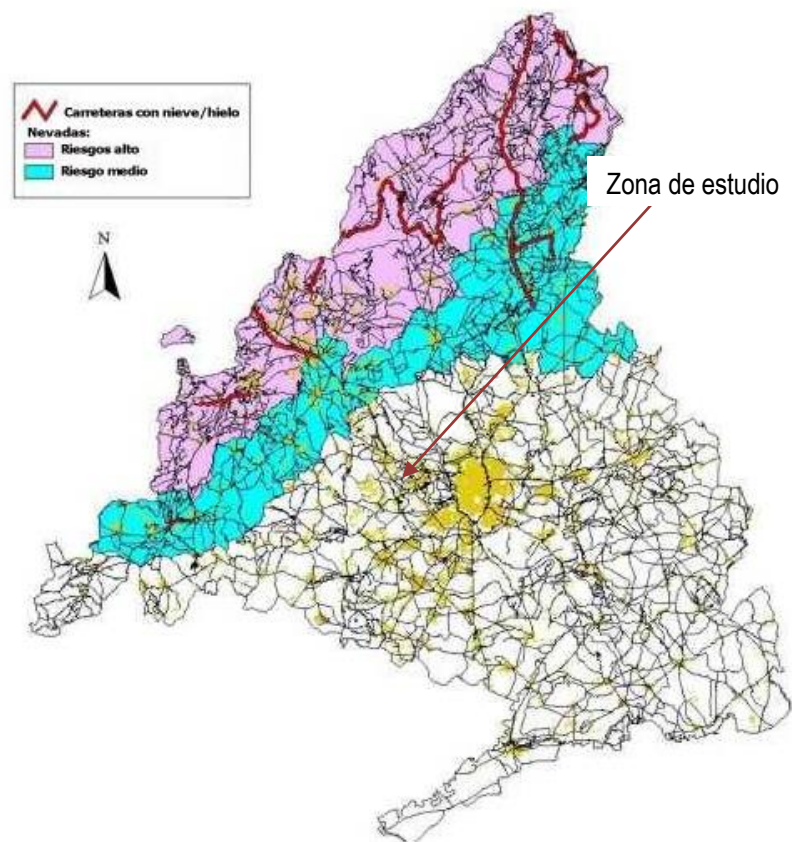 Carreteras con nieve/hielo
Nevadas:
Riesgos alto
Riesgo medio
Zona de estudio
N